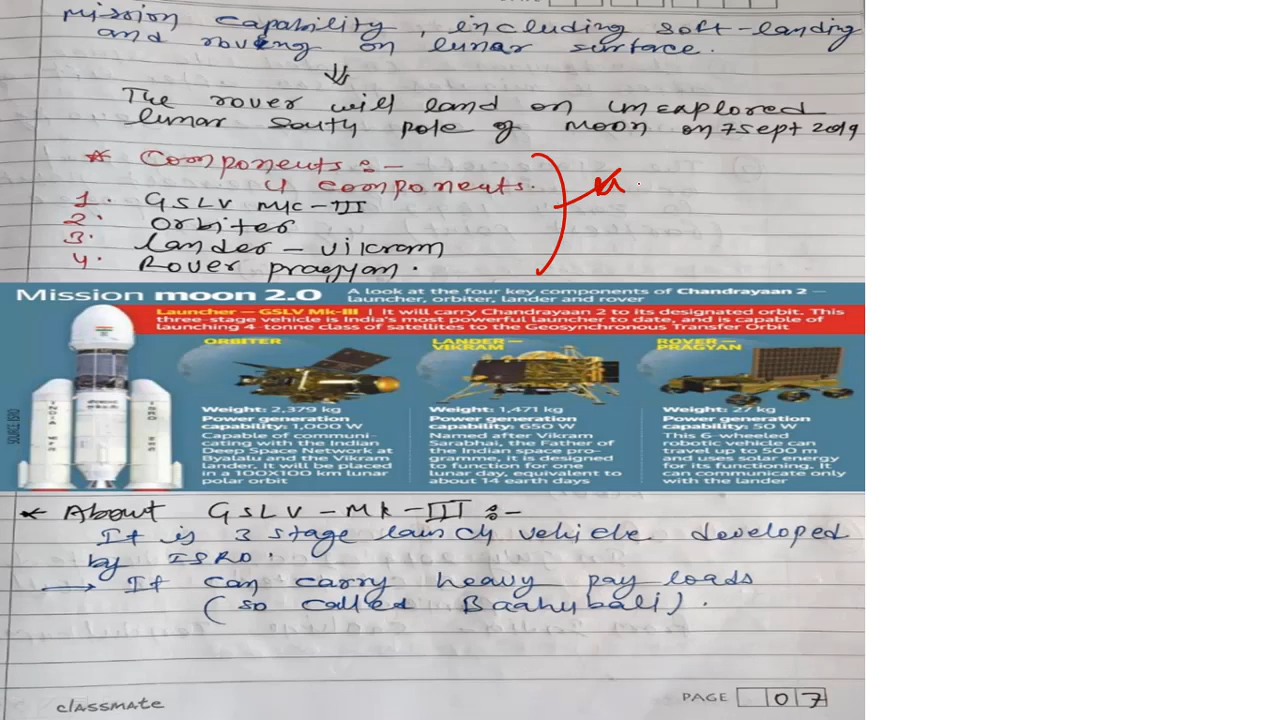 Mission capability, including soft-landing
and roving on lunar surface.
The rover will land on unexplored
lunar south pole of moon on 7 sept 2019
* Components :-
4 components.
1. GSLV Mk-III
2. Orbiter
3. Lander - Vikram
4. Rover pragyan.
Mission moon 2.0
A look at the four key components of Chandrayaan 2 —
launcher, orbiter, lander and rover
Launcher — GSLV Mk-III | It will carry Chandrayaan 2 to its designated orbit. This
three-stage vehicle is India's most powerful launcher to date, and is capable of
launching 4-tonne class of satellites to the Geosynchronous Transfer Orbit
ORBITER
Weight: 2,379 kg
Power generation
capability: 1,000 W
Capable of communi-
cating with the Indian
Deep Space Network at
Byalalu and the Vikram
lander. It will be placed
in a 100X100 km lunar
polar orbit
LANDER —
VIKRAM
Weight: 1,471 kg
Power generation
capability: 650 W
Named after Vikram
Sarabhai, the Father of
the Indian space pro-
gramme, it is designed
to function for one
lunar day, equivalent to
about 14 earth days
ROVER —
PRAGYAN
Weight: 27 kg
Power generation
capability: 50 W
This 6-wheeled
robotic vehicle can
travel up to 500 m
and uses solar energy
for its functioning. It
can communicate only
with the lander
INDIA
ISRO
SOURCE: ISRO
* About GSLV-Mk-III :-
It is 3 stage launch vehicle developed
by ISRO.
→ It can carry heavy pay loads
(so called Baahubali).
classmate
PAGE 07